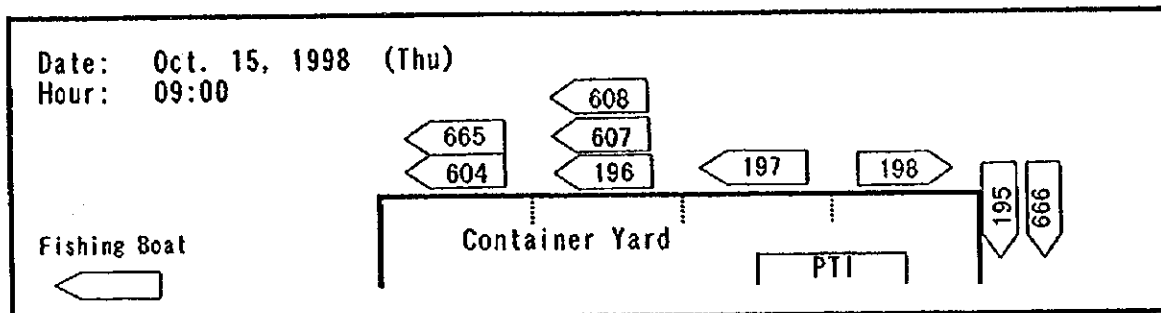 Date: Oct. 15, 1998 (Thu)
Hour: 09:00
608
665 607
604 196 197 198
195 666
Container Yard
Fishing Boat
PTI